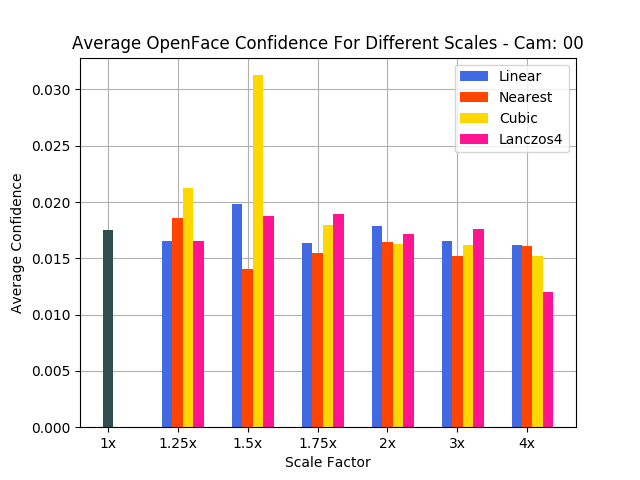 Average OpenFace Confidence For Different Scales - Cam: 00
Linear
Nearest
Cubic
Lanczos4
Average Confidence
0.030
0.025
0.020
0.015
0.010
0.005
0.000
1x 1.25x 1.5x 1.75x 2x 3x 4x
Scale Factor